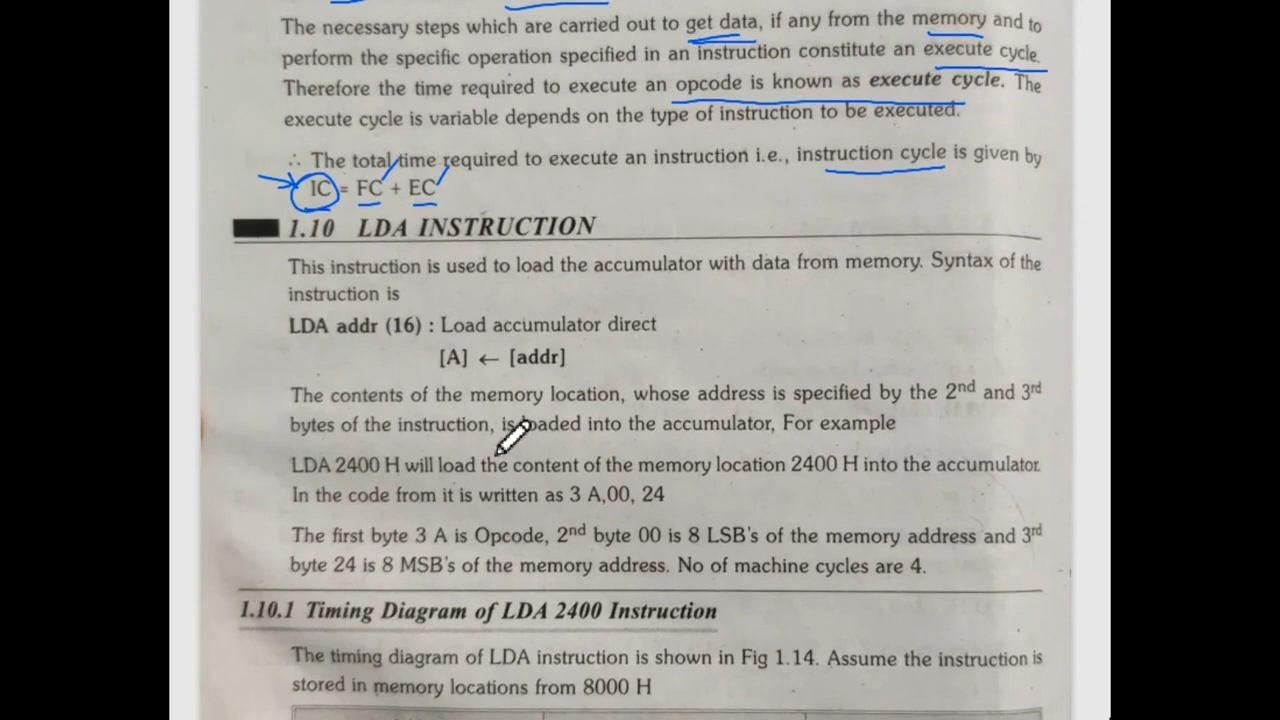 The necessary steps which are carried out to get data, if any from the memory and to
perform the specific operation specified in an instruction constitute an execute cycle.
Therefore the time required to execute an opcode is known as execute cycle. The
execute cycle is variable depends on the type of instruction to be executed.
∴ The total time required to execute an instruction i.e., instruction cycle is given by
IC = FC + EC
1.10 LDA INSTRUCTION
This instruction is used to load the accumulator with data from memory. Syntax of the
instruction is
LDA addr (16) : Load accumulator direct
[A] ← [addr]
The contents of the memory location, whose address is specified by the 2nd and 3rd
bytes of the instruction, is loaded into the accumulator, For example
LDA 2400 H will load the content of the memory location 2400 H into the accumulator.
In the code from it is written as 3 A,00, 24
The first byte 3 A is Opcode, 2nd byte 00 is 8 LSB's of the memory address and 3rd
byte 24 is 8 MSB's of the memory address. No of machine cycles are 4.
1.10.1 Timing Diagram of LDA 2400 Instruction
The timing diagram of LDA instruction is shown in Fig 1.14. Assume the instruction is
stored in memory locations from 8000 H